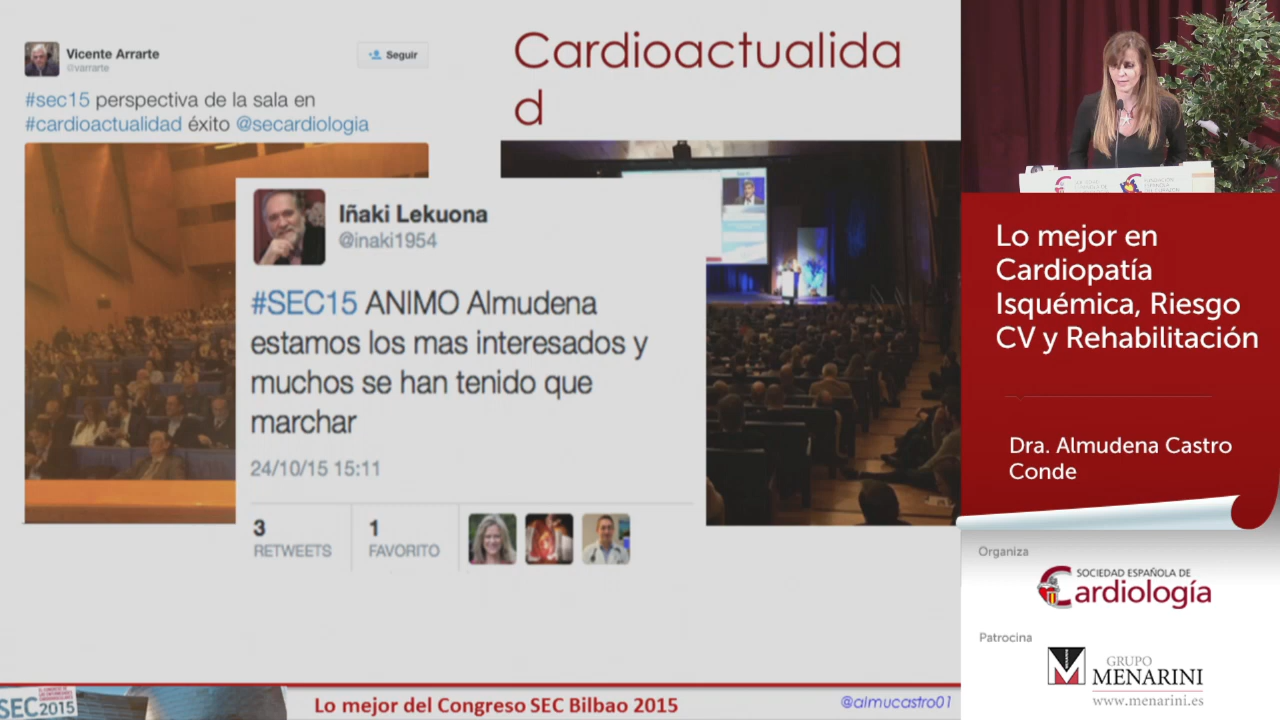 Vicente Arrarte
@varrarte
Seguir
#sec15 perspectiva de la sala en
#cardioactualidad éxito @secardiologia
Cardioactualida
d
Iñaki Lekuona
@inaki1954
#SEC15 ANIMO Almudena
estamos los mas interesados y
muchos se han tenido que
marchar
24/10/15 15:11
3
RETWEETS
1
FAVORITO
SEC2015
Lo mejor del Congreso SEC Bilbao 2015
@almucastro01
Lo mejor en
Cardiopatía
Isquémica, Riesgo
CV y Rehabilitación
Dra. Almudena Castro
Conde
Organiza
SOCIEDAD ESPAÑOLA DE
Cardiología
Patrocina
GRUPO
MENARINI
www.menarini.es